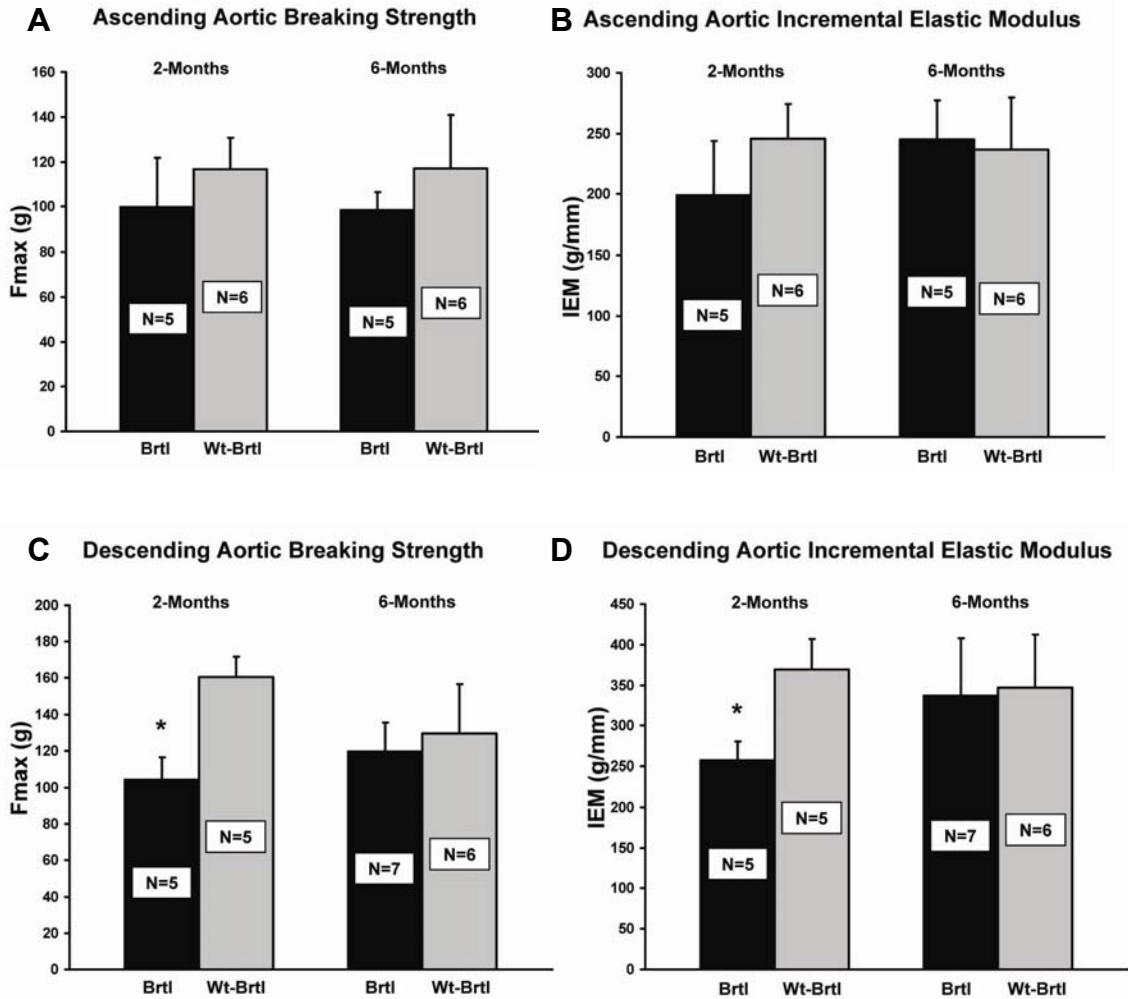 A Ascending Aortic Breaking Strength
2-Months 6-Months
160
140
120
100
80
60
40
20
0
Fmax (g)
N=5 N=6 N=5 N=6
Brtl Wt-Brtl Brtl Wt-Brtl
B Ascending Aortic Incremental Elastic Modulus
2-Months 6-Months
300
250
200
150
100
50
0
IEM (g/mm)
N=5 N=6 N=5 N=6
Brtl Wt-Brtl Brtl Wt-Brtl
C Descending Aortic Breaking Strength
2-Months 6-Months
200
180
160
140
120
100
80
60
40
20
0
Fmax (g)
*
N=5 N=5 N=7 N=6
Brtl Wt-Brtl Brtl Wt-Brtl
D Descending Aortic Incremental Elastic Modulus
2-Months 6-Months
450
400
350
300
250
200
150
100
50
0
IEM (g/mm)
*
N=5 N=5 N=7 N=6
Brtl Wt-Brtl Brtl Wt-Brtl